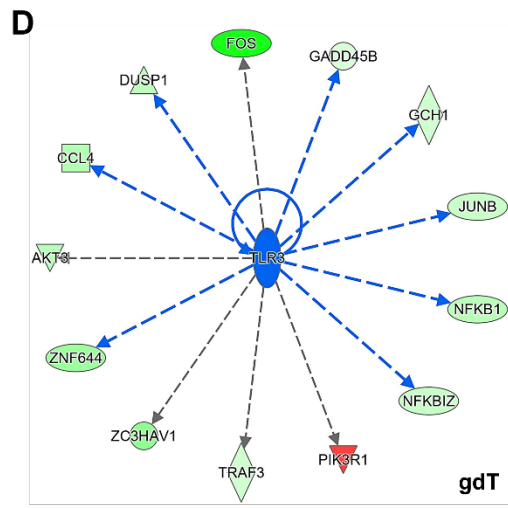 D
FOS
GADD45B
DUSP1
GCH1
CCL4
JUNB
TLR3
AKT3
NFKB1
ZNF644
NFKBIZ
ZC3HAV1
TRAF3
PIK3R1
gdT